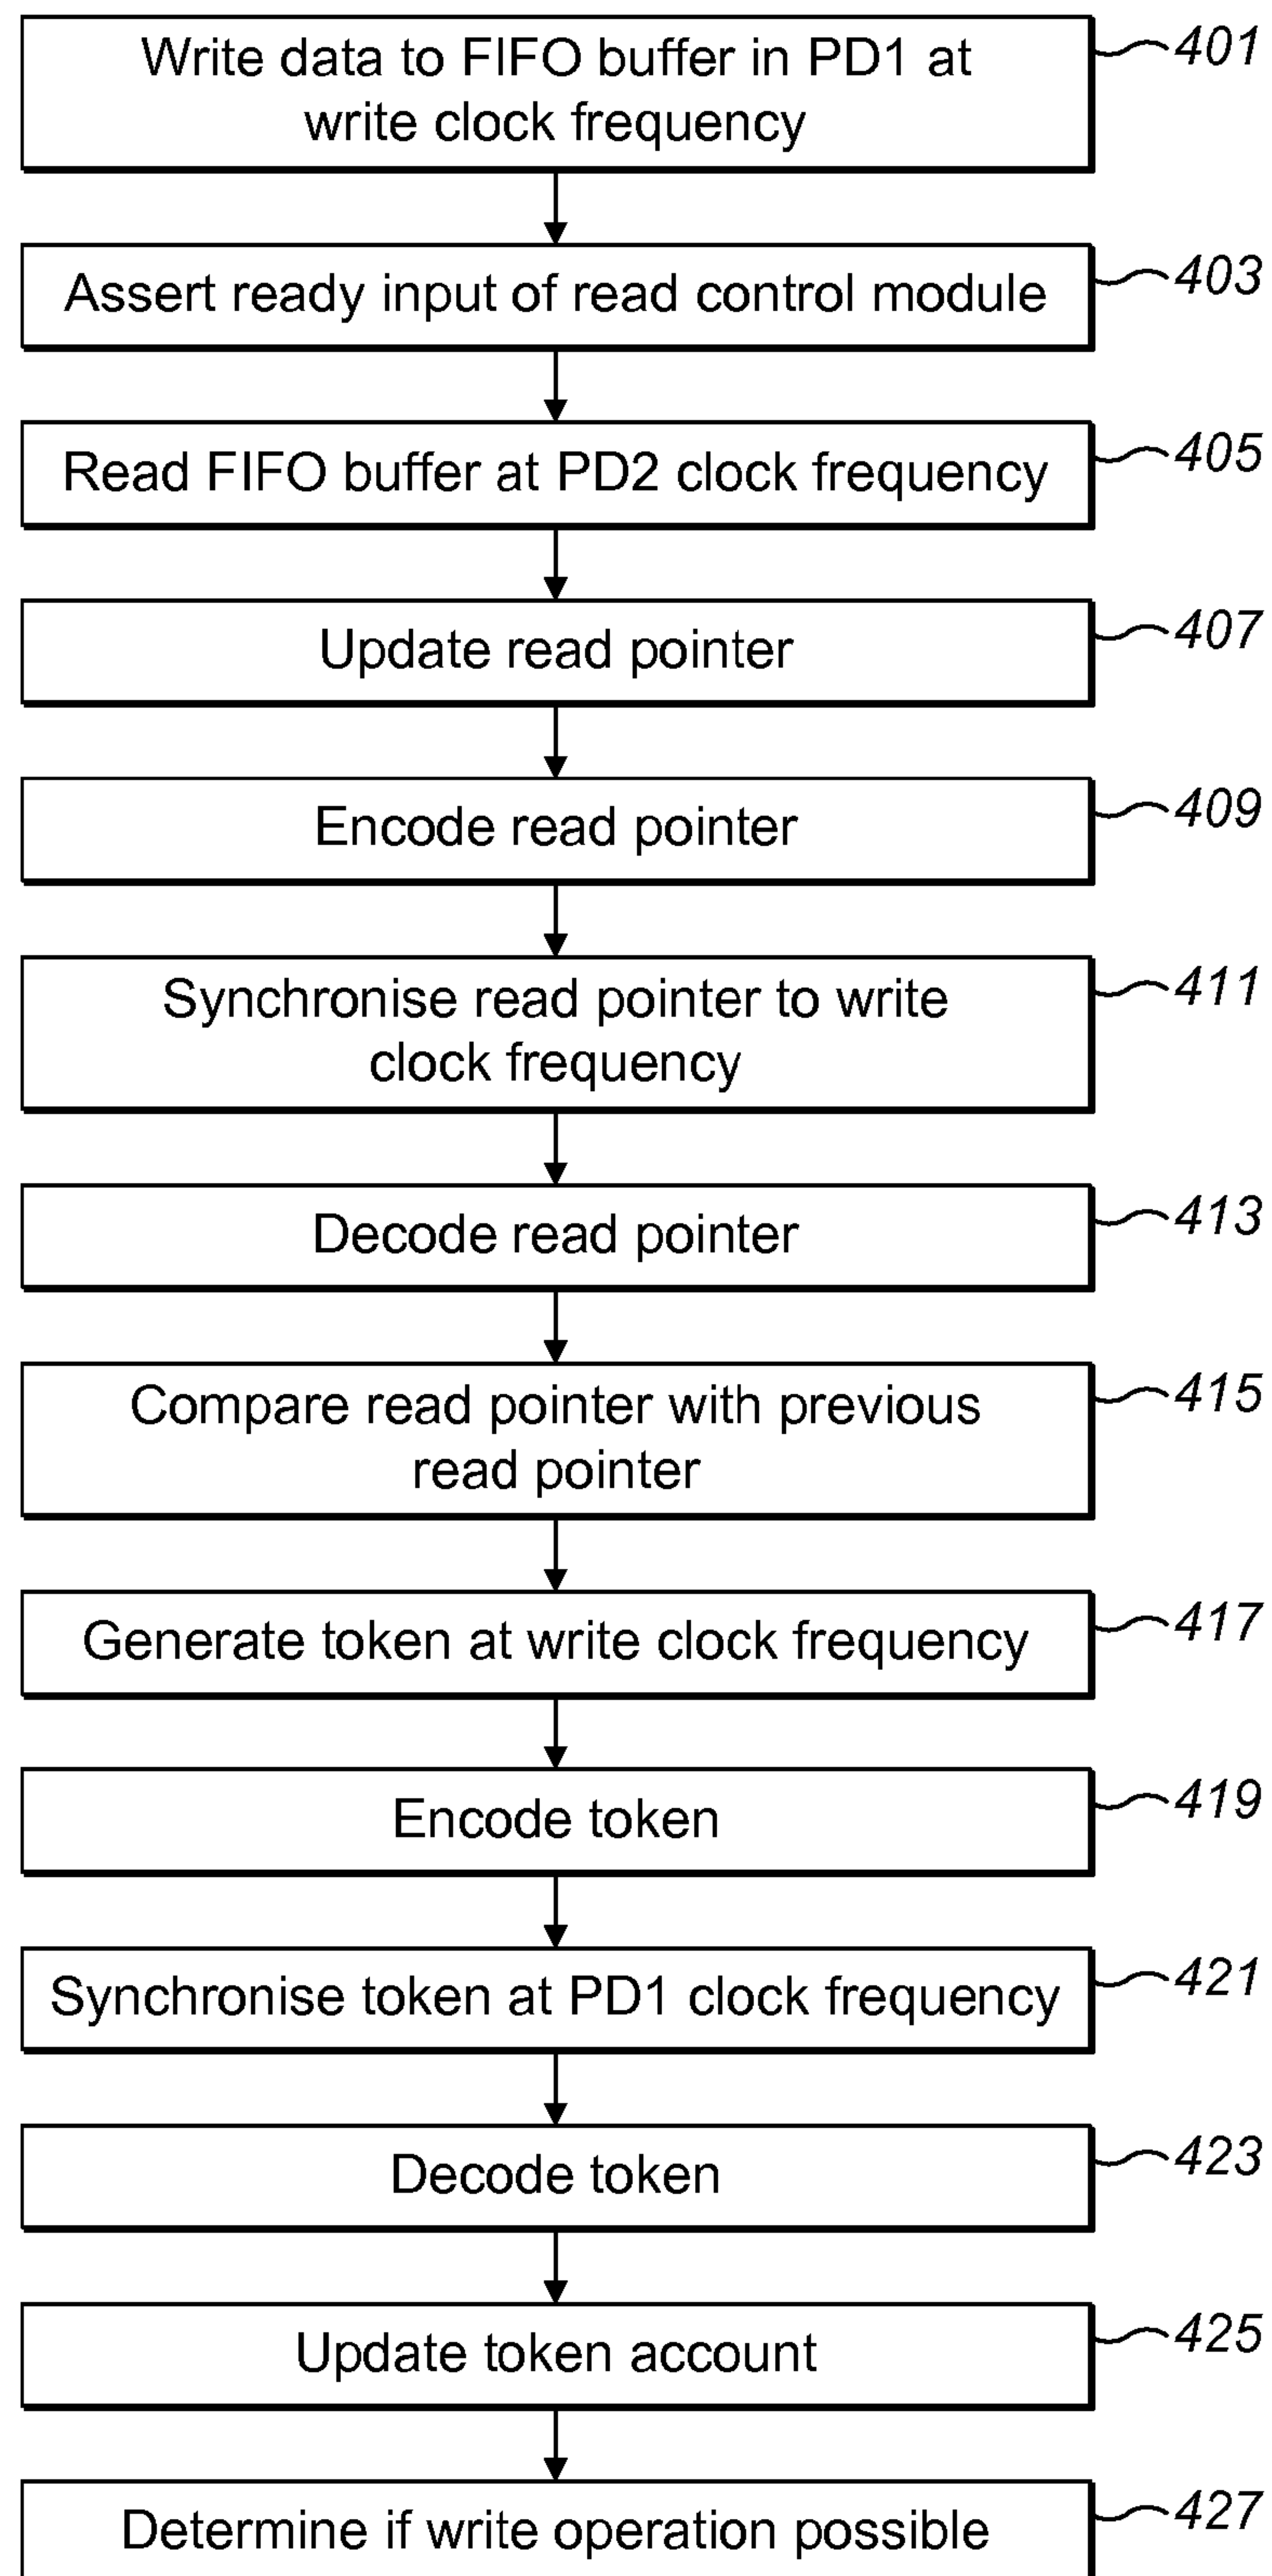 Write data to FIFO buffer in PD1 at
write clock frequency
401
Assert ready input of read control module
403
Read FIFO buffer at PD2 clock frequency
405
Update read pointer
407
Encode read pointer
409
Synchronise read pointer to write
clock frequency
411
Decode read pointer
413
Compare read pointer with previous
read pointer
415
Generate token at write clock frequency
417
Encode token
419
Synchronise token at PD1 clock frequency
421
Decode token
423
Update token account
425
Determine if write operation possible
427